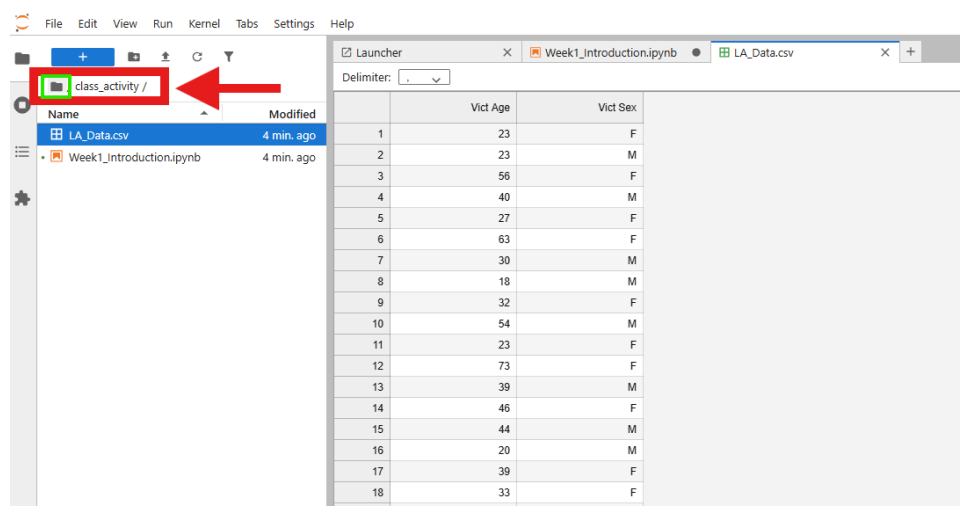 File Edit View Run Kernel Tabs Settings Help
+
Launcher × Week1_Introduction.ipynb ● LA_Data.csv × +
Delimiter: ,
/ class_activity /
Name Modified
LA_Data.csv 4 min. ago
Week1_Introduction.ipynb 4 min. ago
Vict Age Vict Sex
1 23 F
2 23 M
3 56 F
4 40 M
5 27 F
6 63 F
7 30 M
8 18 M
9 32 F
10 54 M
11 23 F
12 73 F
13 39 M
14 46 F
15 44 M
16 20 M
17 39 F
18 33 F